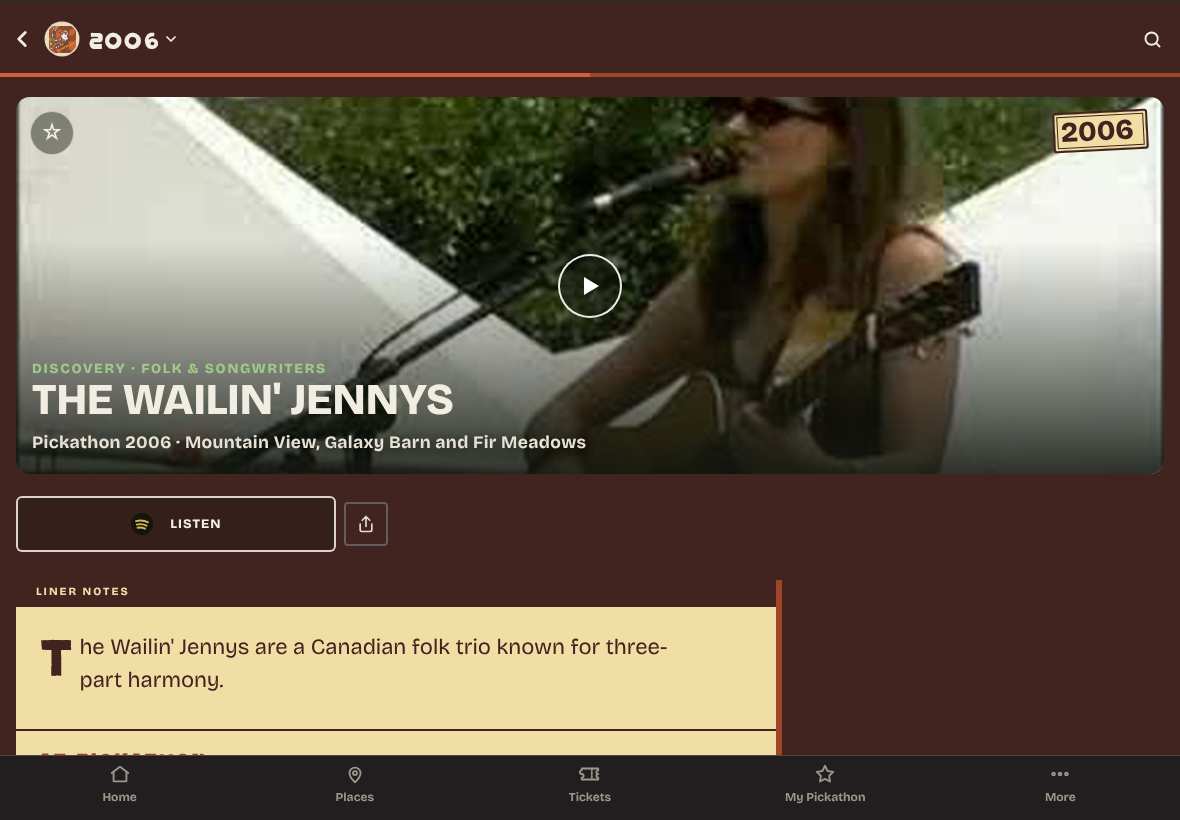 2006
2006
DISCOVERY · FOLK & SONGWRITERS
THE WAILIN' JENNYS
Pickathon 2006 · Mountain View, Galaxy Barn and Fir Meadows
LISTEN
LINER NOTES
The Wailin' Jennys are a Canadian folk trio known for three-
part harmony.
Home
Places
Tickets
My Pickathon
More